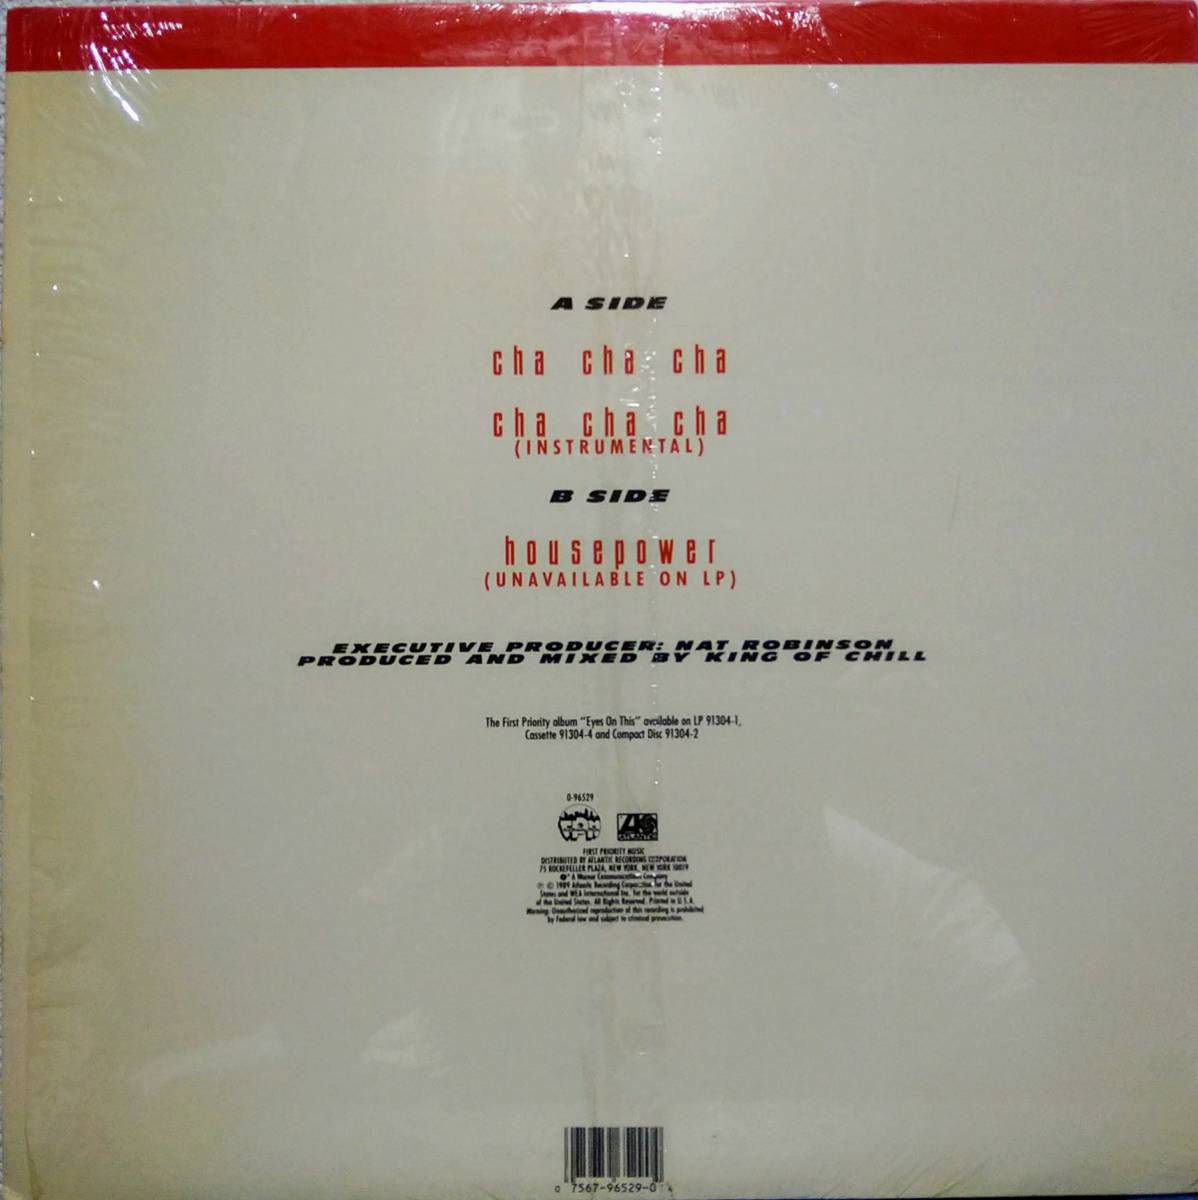 A SIDE
cha cha cha
cha cha cha
(INSTRUMENTAL)
B SIDE
housepower
(UNAVAILABLE ON LP)
EXECUTIVE PRODUCER: NAT ROBINSON
PRODUCED AND MIXED BY KING OF CHILL
The First Priority album "Eyes On This" available on LP 91304-1,
Cassette 91304-4 and Compact Disc 91304-2
0-96529
ATLANTIC
FIRST PRIORITY MUSIC
DISTRIBUTED BY ATLANTIC RECORDING CORPORATION
75 ROCKEFELLER PLAZA, NEW YORK, NEW YORK 10019
A Warner Communications Company
℗ © 1989 Atlantic Recording Corporation for the United
States and WEA International Inc. for the world outside
of the United States. All Rights Reserved. Printed in U.S.A.
Warning: Unauthorized reproduction of this recording is prohibited
by Federal law and subject to criminal prosecution.
0 7567-96529-0 4